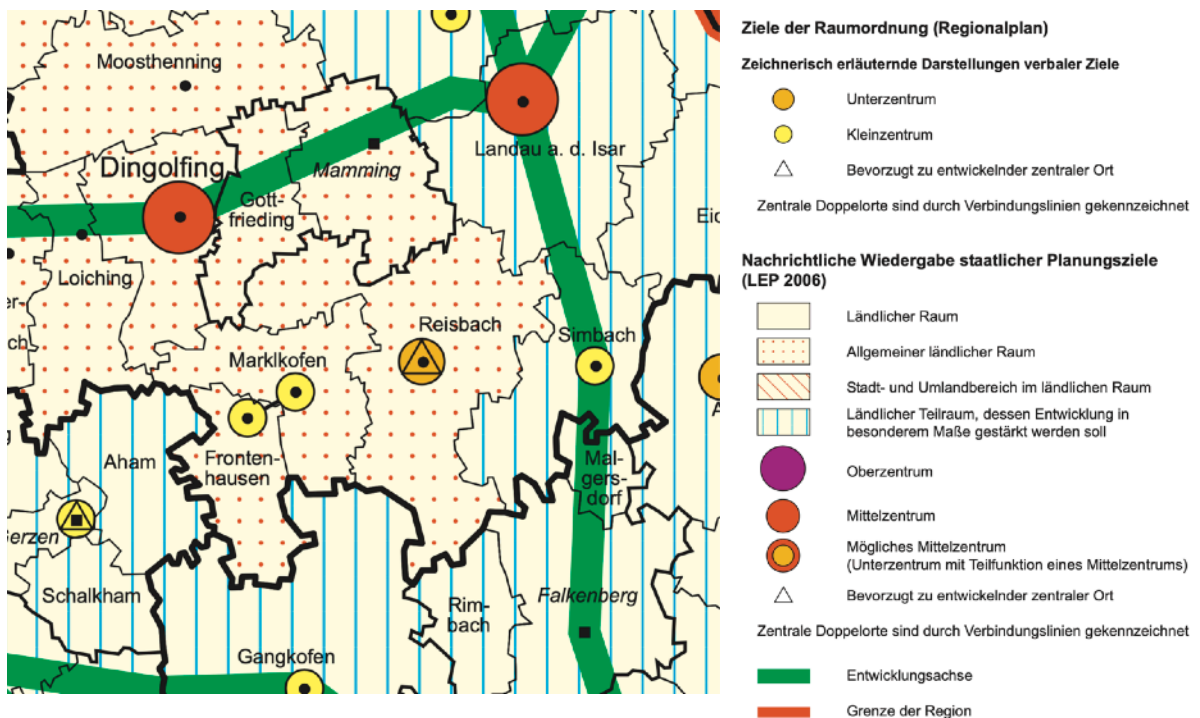 Moosthenning
Dingolfing
Mamming
Landau a. d. Isar
Gott-
frieding
Eic
Loiching
er-
ch
Reisbach
Simbach
Marklkofen
A
g
Aham
Fronten-
hausen
Mal-
gers-
dorf
Gerzen
Schalkham
Falkenberg
Rim-
bach
Gangkofen
Ziele der Raumordnung (Regionalplan)
Zeichnerisch erläuternde Darstellungen verbaler Ziele
Unterzentrum
Kleinzentrum
Bevorzugt zu entwickelnder zentraler Ort
Zentrale Doppelorte sind durch Verbindungslinien gekennzeichnet
Nachrichtliche Wiedergabe staatlicher Planungsziele
(LEP 2006)
Ländlicher Raum
Allgemeiner ländlicher Raum
Stadt- und Umlandbereich im ländlichen Raum
Ländlicher Teilraum, dessen Entwicklung in
besonderem Maße gestärkt werden soll
Oberzentrum
Mittelzentrum
Mögliches Mittelzentrum
(Unterzentrum mit Teilfunktion eines Mittelzentrums)
Bevorzugt zu entwickelnder zentraler Ort
Zentrale Doppelorte sind durch Verbindungslinien gekennzeichnet
Entwicklungsachse
Grenze der Region